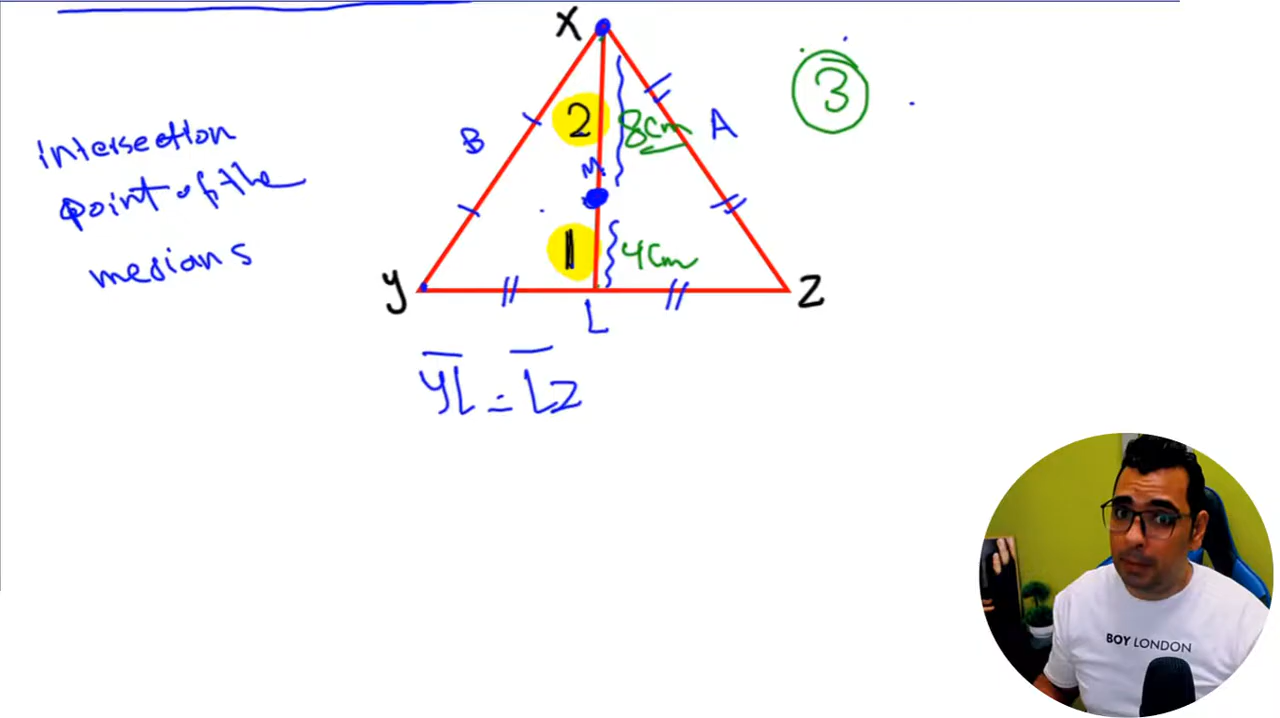 X
3
2
8cm
A
B
intersection
point of the
medians
M
1
4cm
y
Z
L
yL = LZ
BOY LONDON